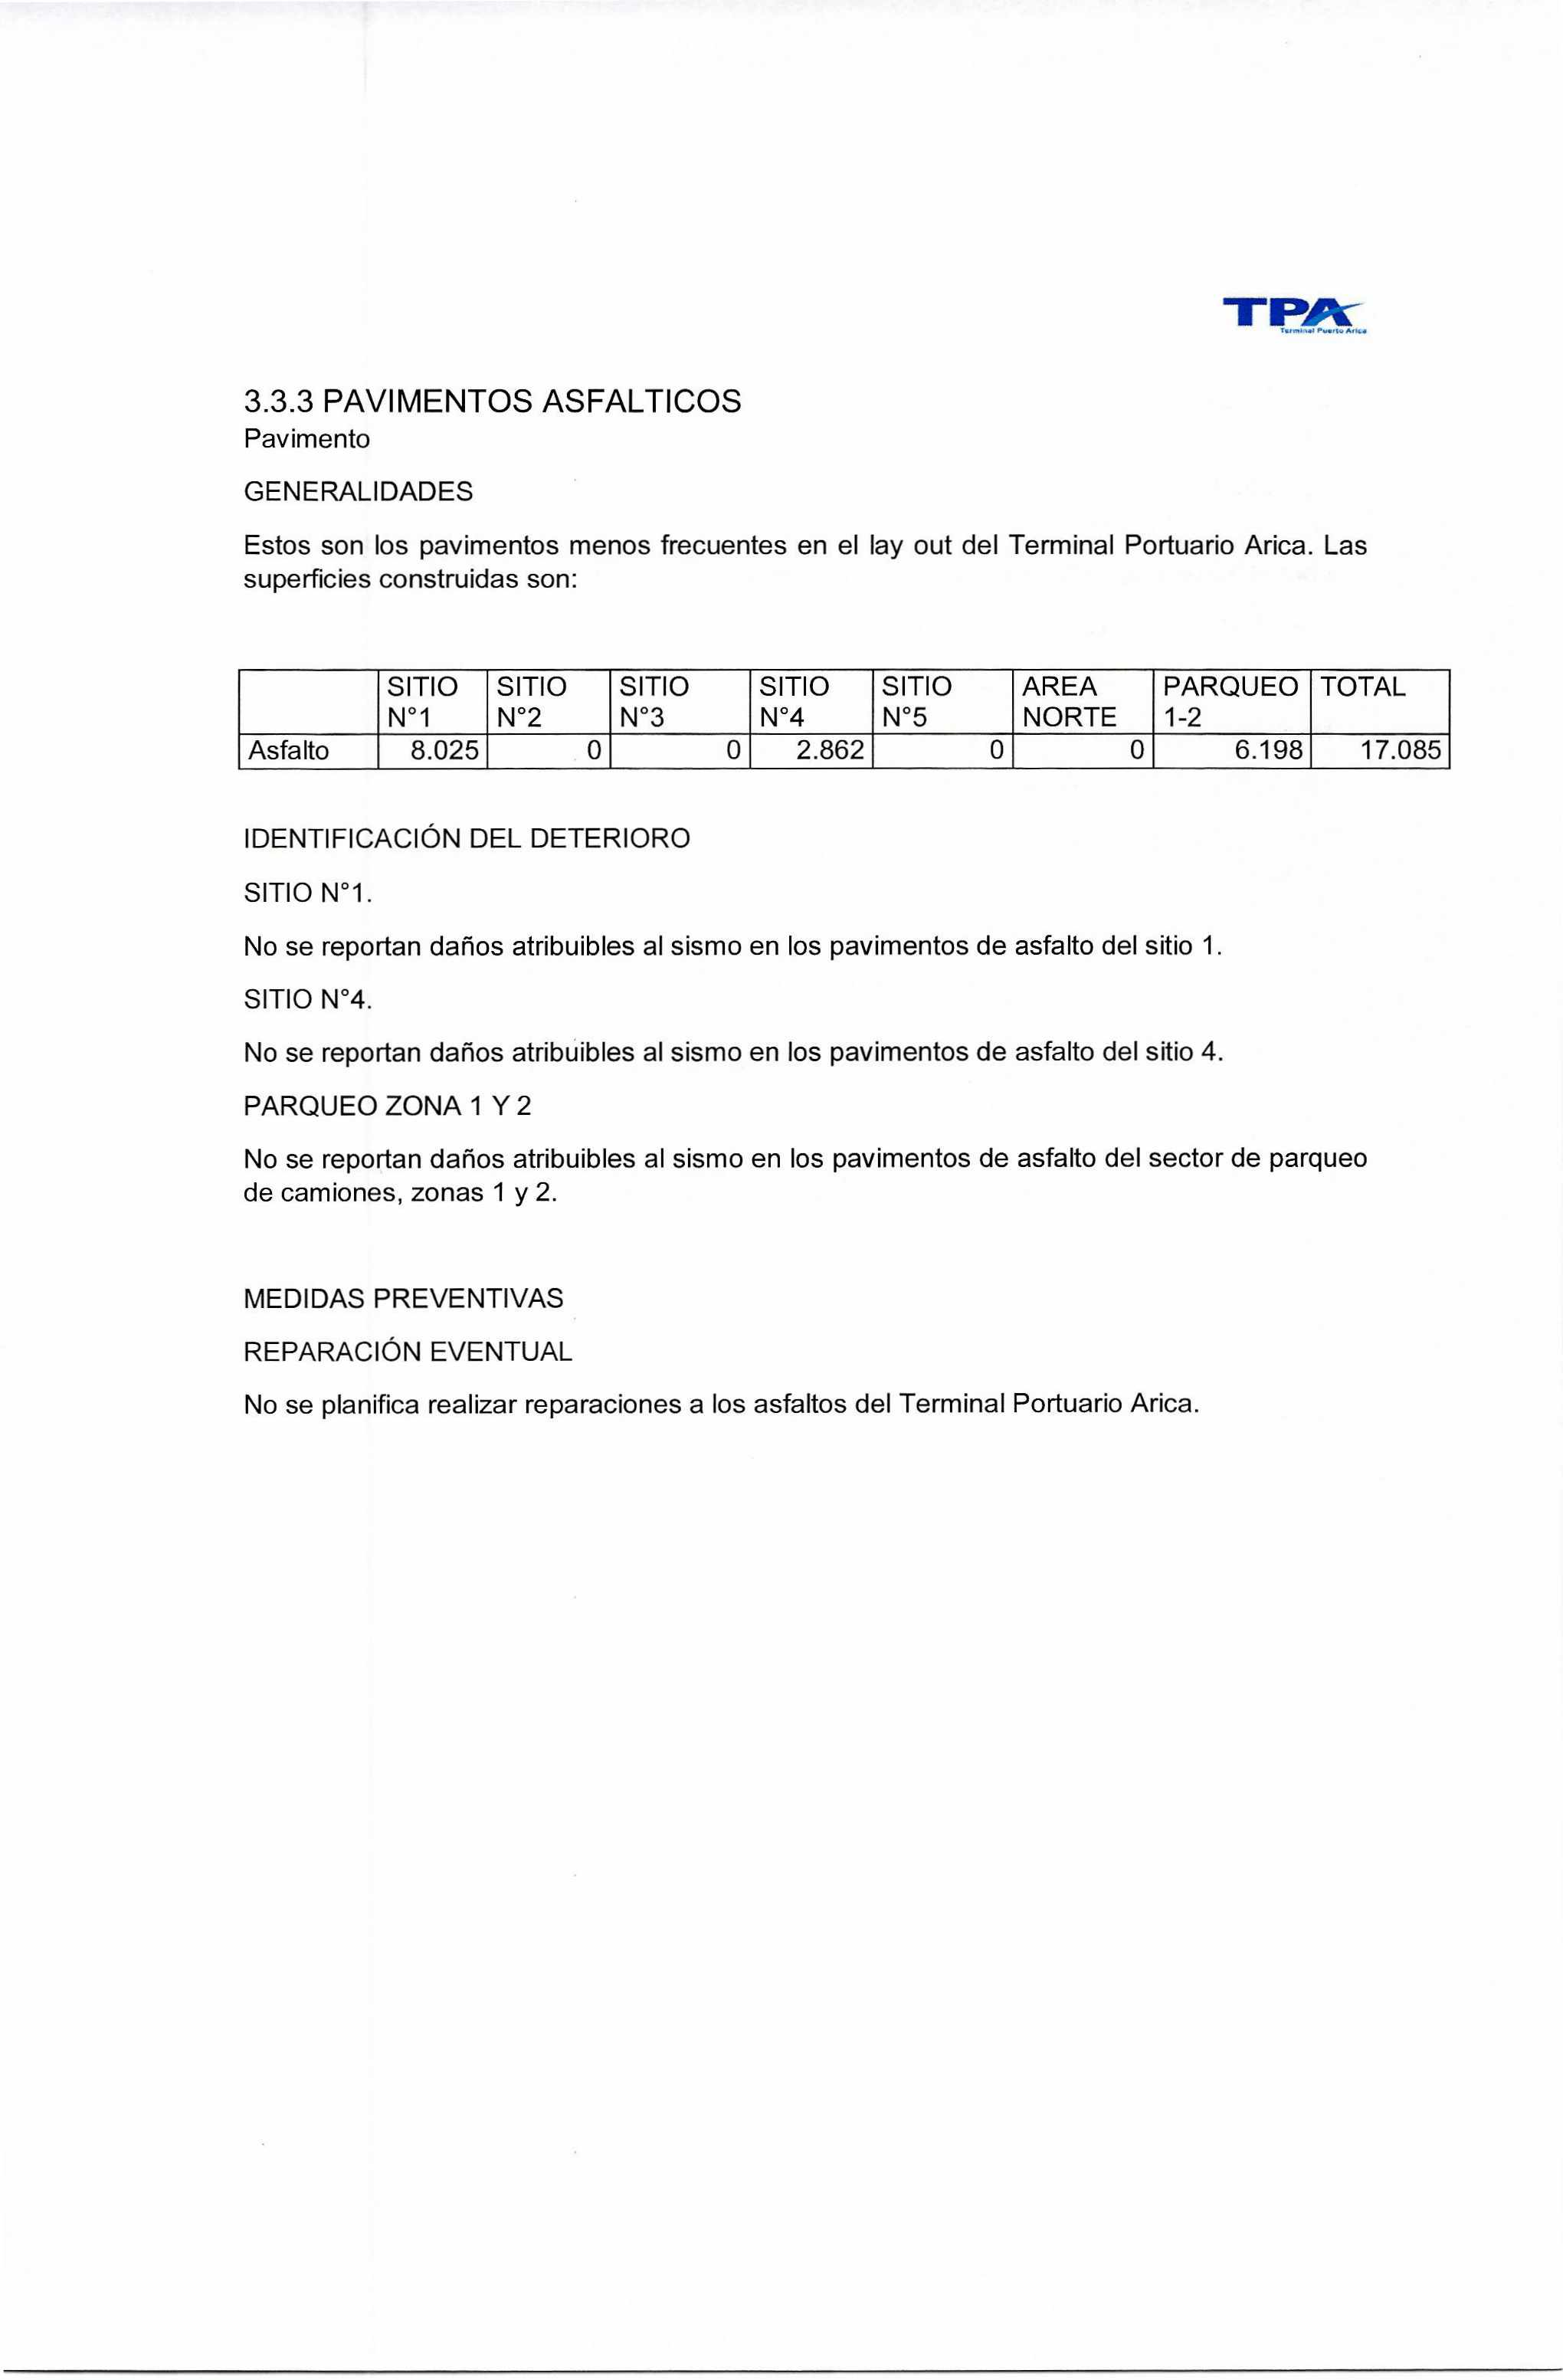 TPA
Terminal Puerto Arica
3.3.3 PAVIMENTOS ASFALTICOS
Pavimento
GENERALIDADES
Estos son los pavimentos menos frecuentes en el lay out del Terminal Portuario Arica. Las
superficies construidas son:
SITIO N°1 SITIO N°2 SITIO N°3 SITIO N°4 SITIO N°5 AREA NORTE PARQUEO 1-2 TOTAL
Asfalto 8.025 0 0 2.862 0 0 6.198 17.085
IDENTIFICACIÓN DEL DETERIORO
SITIO N°1.
No se reportan daños atribuibles al sismo en los pavimentos de asfalto del sitio 1.
SITIO N°4.
No se reportan daños atribuibles al sismo en los pavimentos de asfalto del sitio 4.
PARQUEO ZONA 1 Y 2
No se reportan daños atribuibles al sismo en los pavimentos de asfalto del sector de parqueo
de camiones, zonas 1 y 2.
MEDIDAS PREVENTIVAS
REPARACIÓN EVENTUAL
No se planifica realizar reparaciones a los asfaltos del Terminal Portuario Arica.